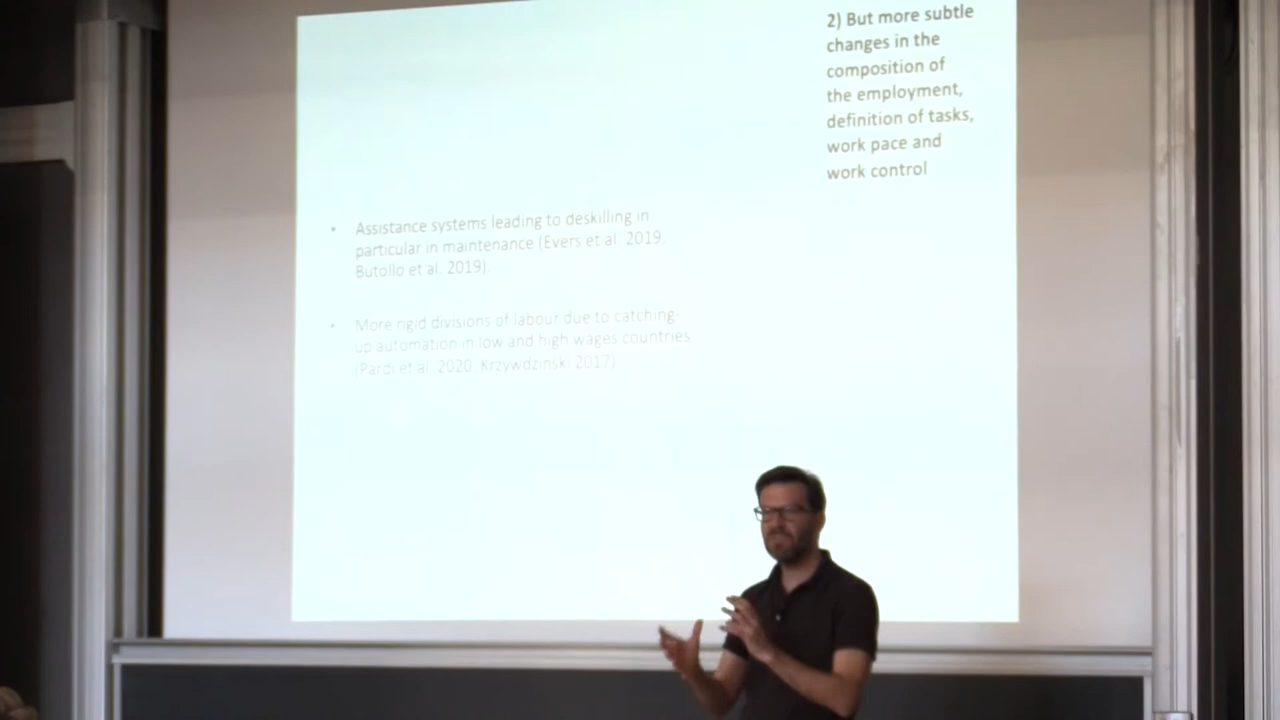 2) But more subtle
changes in the
composition of
the employment,
definition of tasks,
work pace and
work control
• Assistance systems leading to deskilling in
particular in maintenance (Evers et al. 2019,
Butollo et al. 2019).
• More rigid divisions of labour due to catching-
up automation in low and high wages countries
(Pardi et al. 2020, Krzywdzinski 2017)